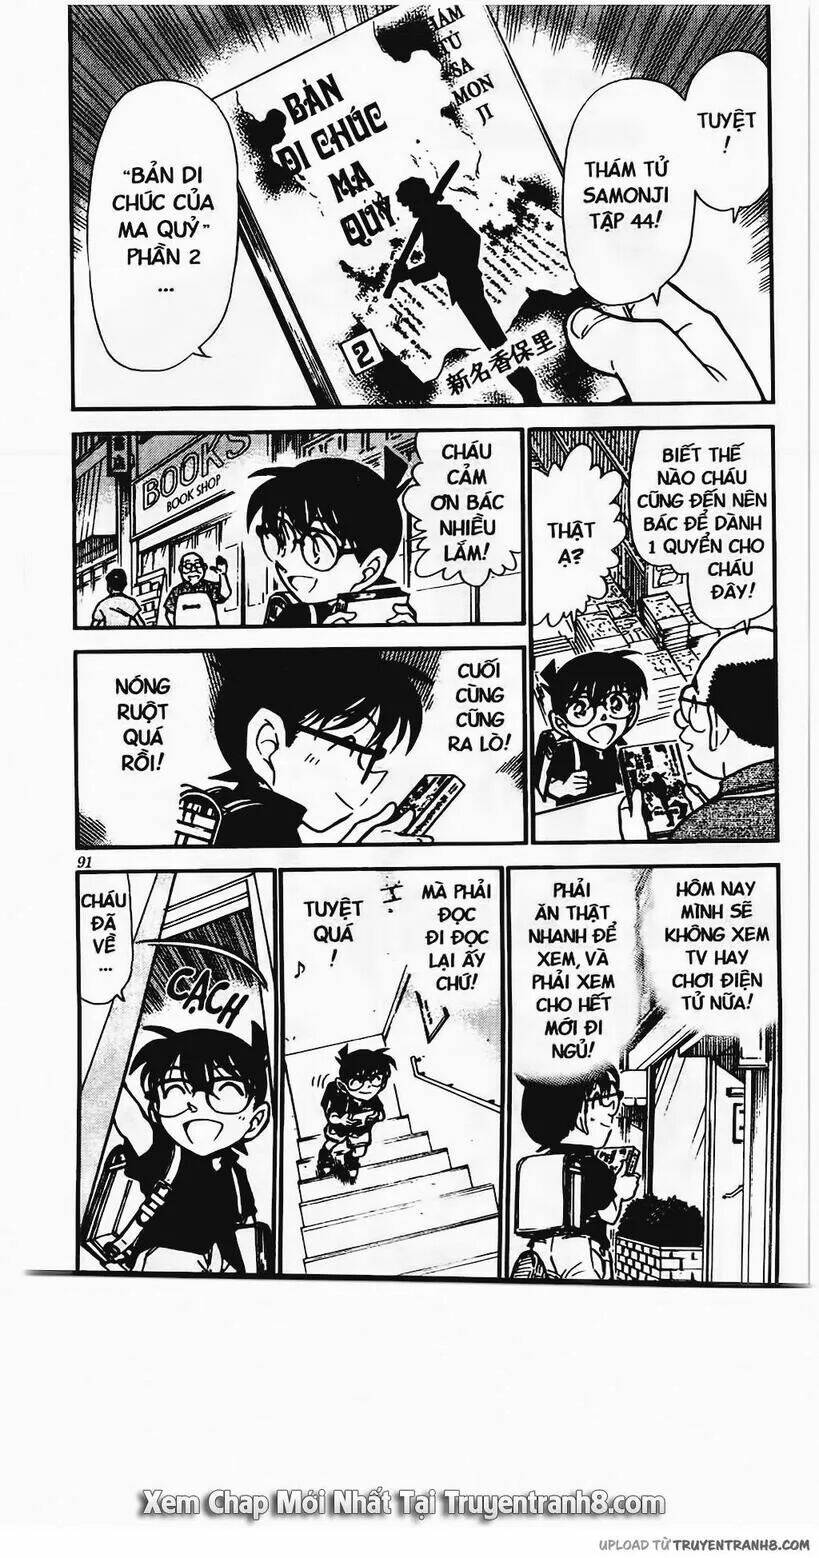 TUYỆT
!
THÁM TỬ
SAMONJI
TẬP 44!
HÁM
TỬ
SA
MON
JI
BẢN
DI CHÚC
MA
QUỶ
2
新名香保里
"BẢN DI
CHÚC CỦA
MA QUỶ"
PHẦN 2
...
BIẾT THẾ
NÀO CHÁU
CŨNG ĐẾN NÊN
BÁC ĐỂ DÀNH
1 QUYỂN CHO
CHÁU
ĐÂY!
THẬT
Ạ?
CHÁU
CẢM
ƠN BÁC
NHIỀU
LẮM!
BOOKS
BOOK SHOP
CUỐI
CÙNG
CŨNG
RA LÒ!
NÓNG
RUỘT
QUÁ
RỒI!
91
HÔM NAY
MÌNH SẼ
KHÔNG XEM
TV HAY
CHƠI ĐIỆN
TỬ NỮA!
PHẢI
ĂN THẬT
NHANH ĐỂ
XEM, VÀ
PHẢI XEM
CHO HẾT
MỚI ĐI
NGỦ!
MÀ PHẢI
ĐỌC
ĐI ĐỌC
LẠI ẤY
CHỨ!
TUYỆT
QUÁ
!
CHÁU
ĐÃ
VỀ
...
CẠCH
Xem Chap Mới Nhất Tại Truyentranh8.com
UPLOAD TỪ TRUYENTRANH8.COM